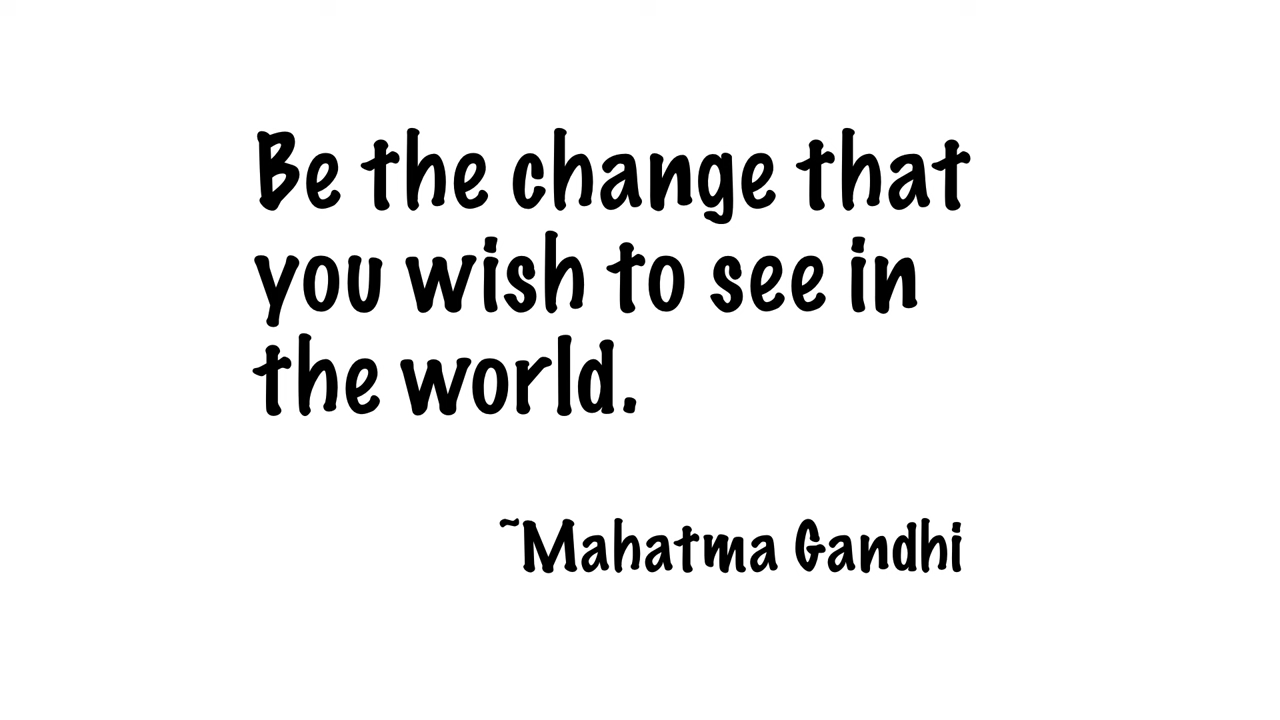 Be the change that
you wish to see in
the world.
~Mahatma Gandhi